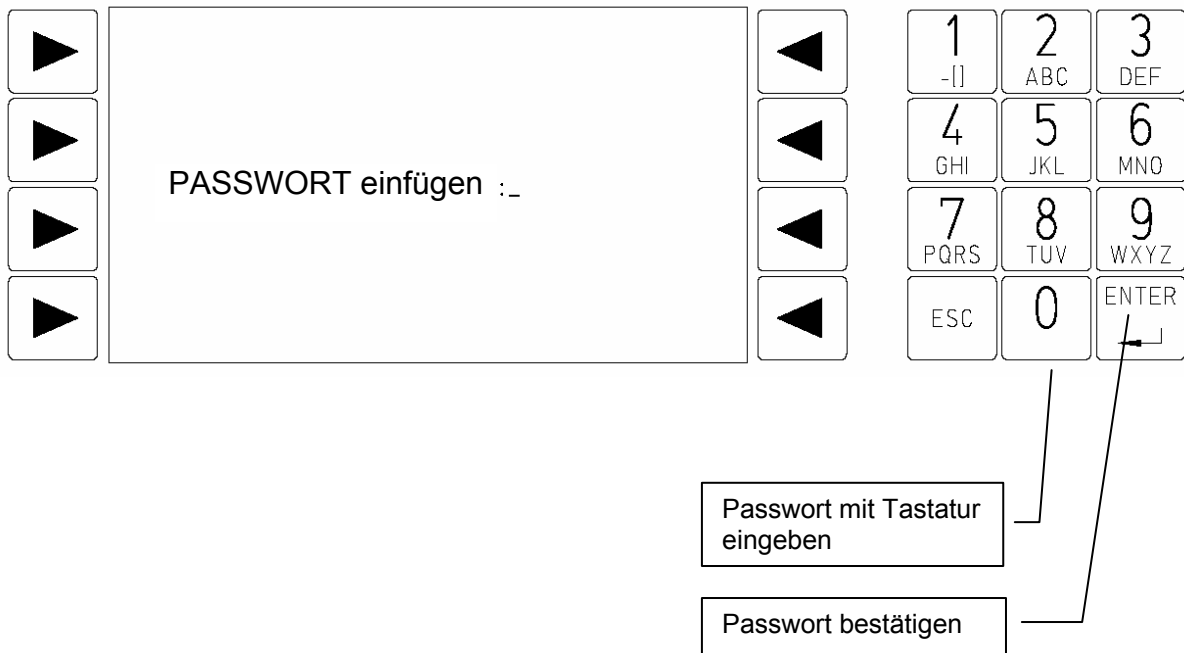 PASSWORT einfügen :_
1 2 3
-[] ABC DEF
4 5 6
GHI JKL MNO
7 8 9
PQRS TUV WXYZ
ESC 0 ENTER
Passwort mit Tastatur
eingeben
Passwort bestätigen